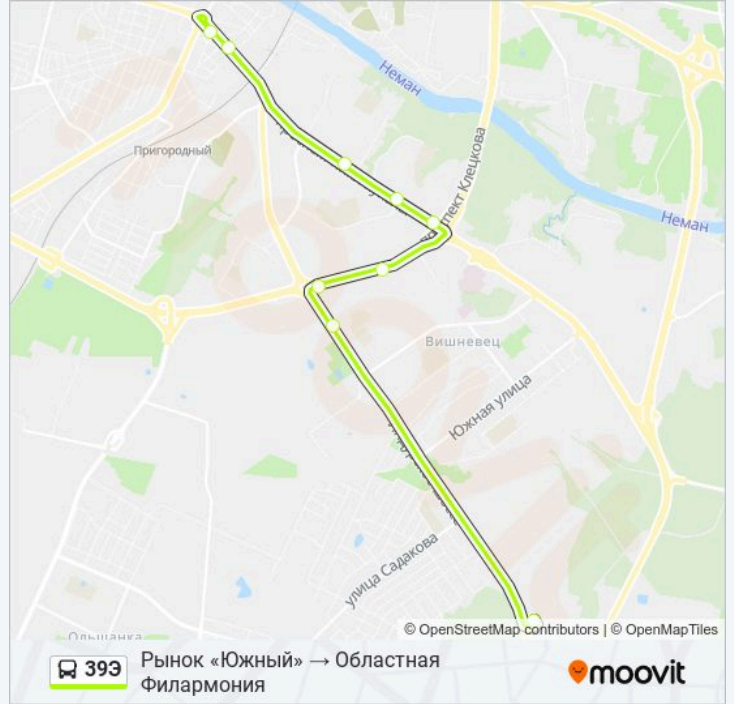 Неман
Пригородный
пект Клецкова
Неман
Вишневец
Южная улица
улица Садакова
Ольшанка
© OpenStreetMap contributors | © OpenMapTiles
39Э
Рынок «Южный» → Областная
Филармония
moovit